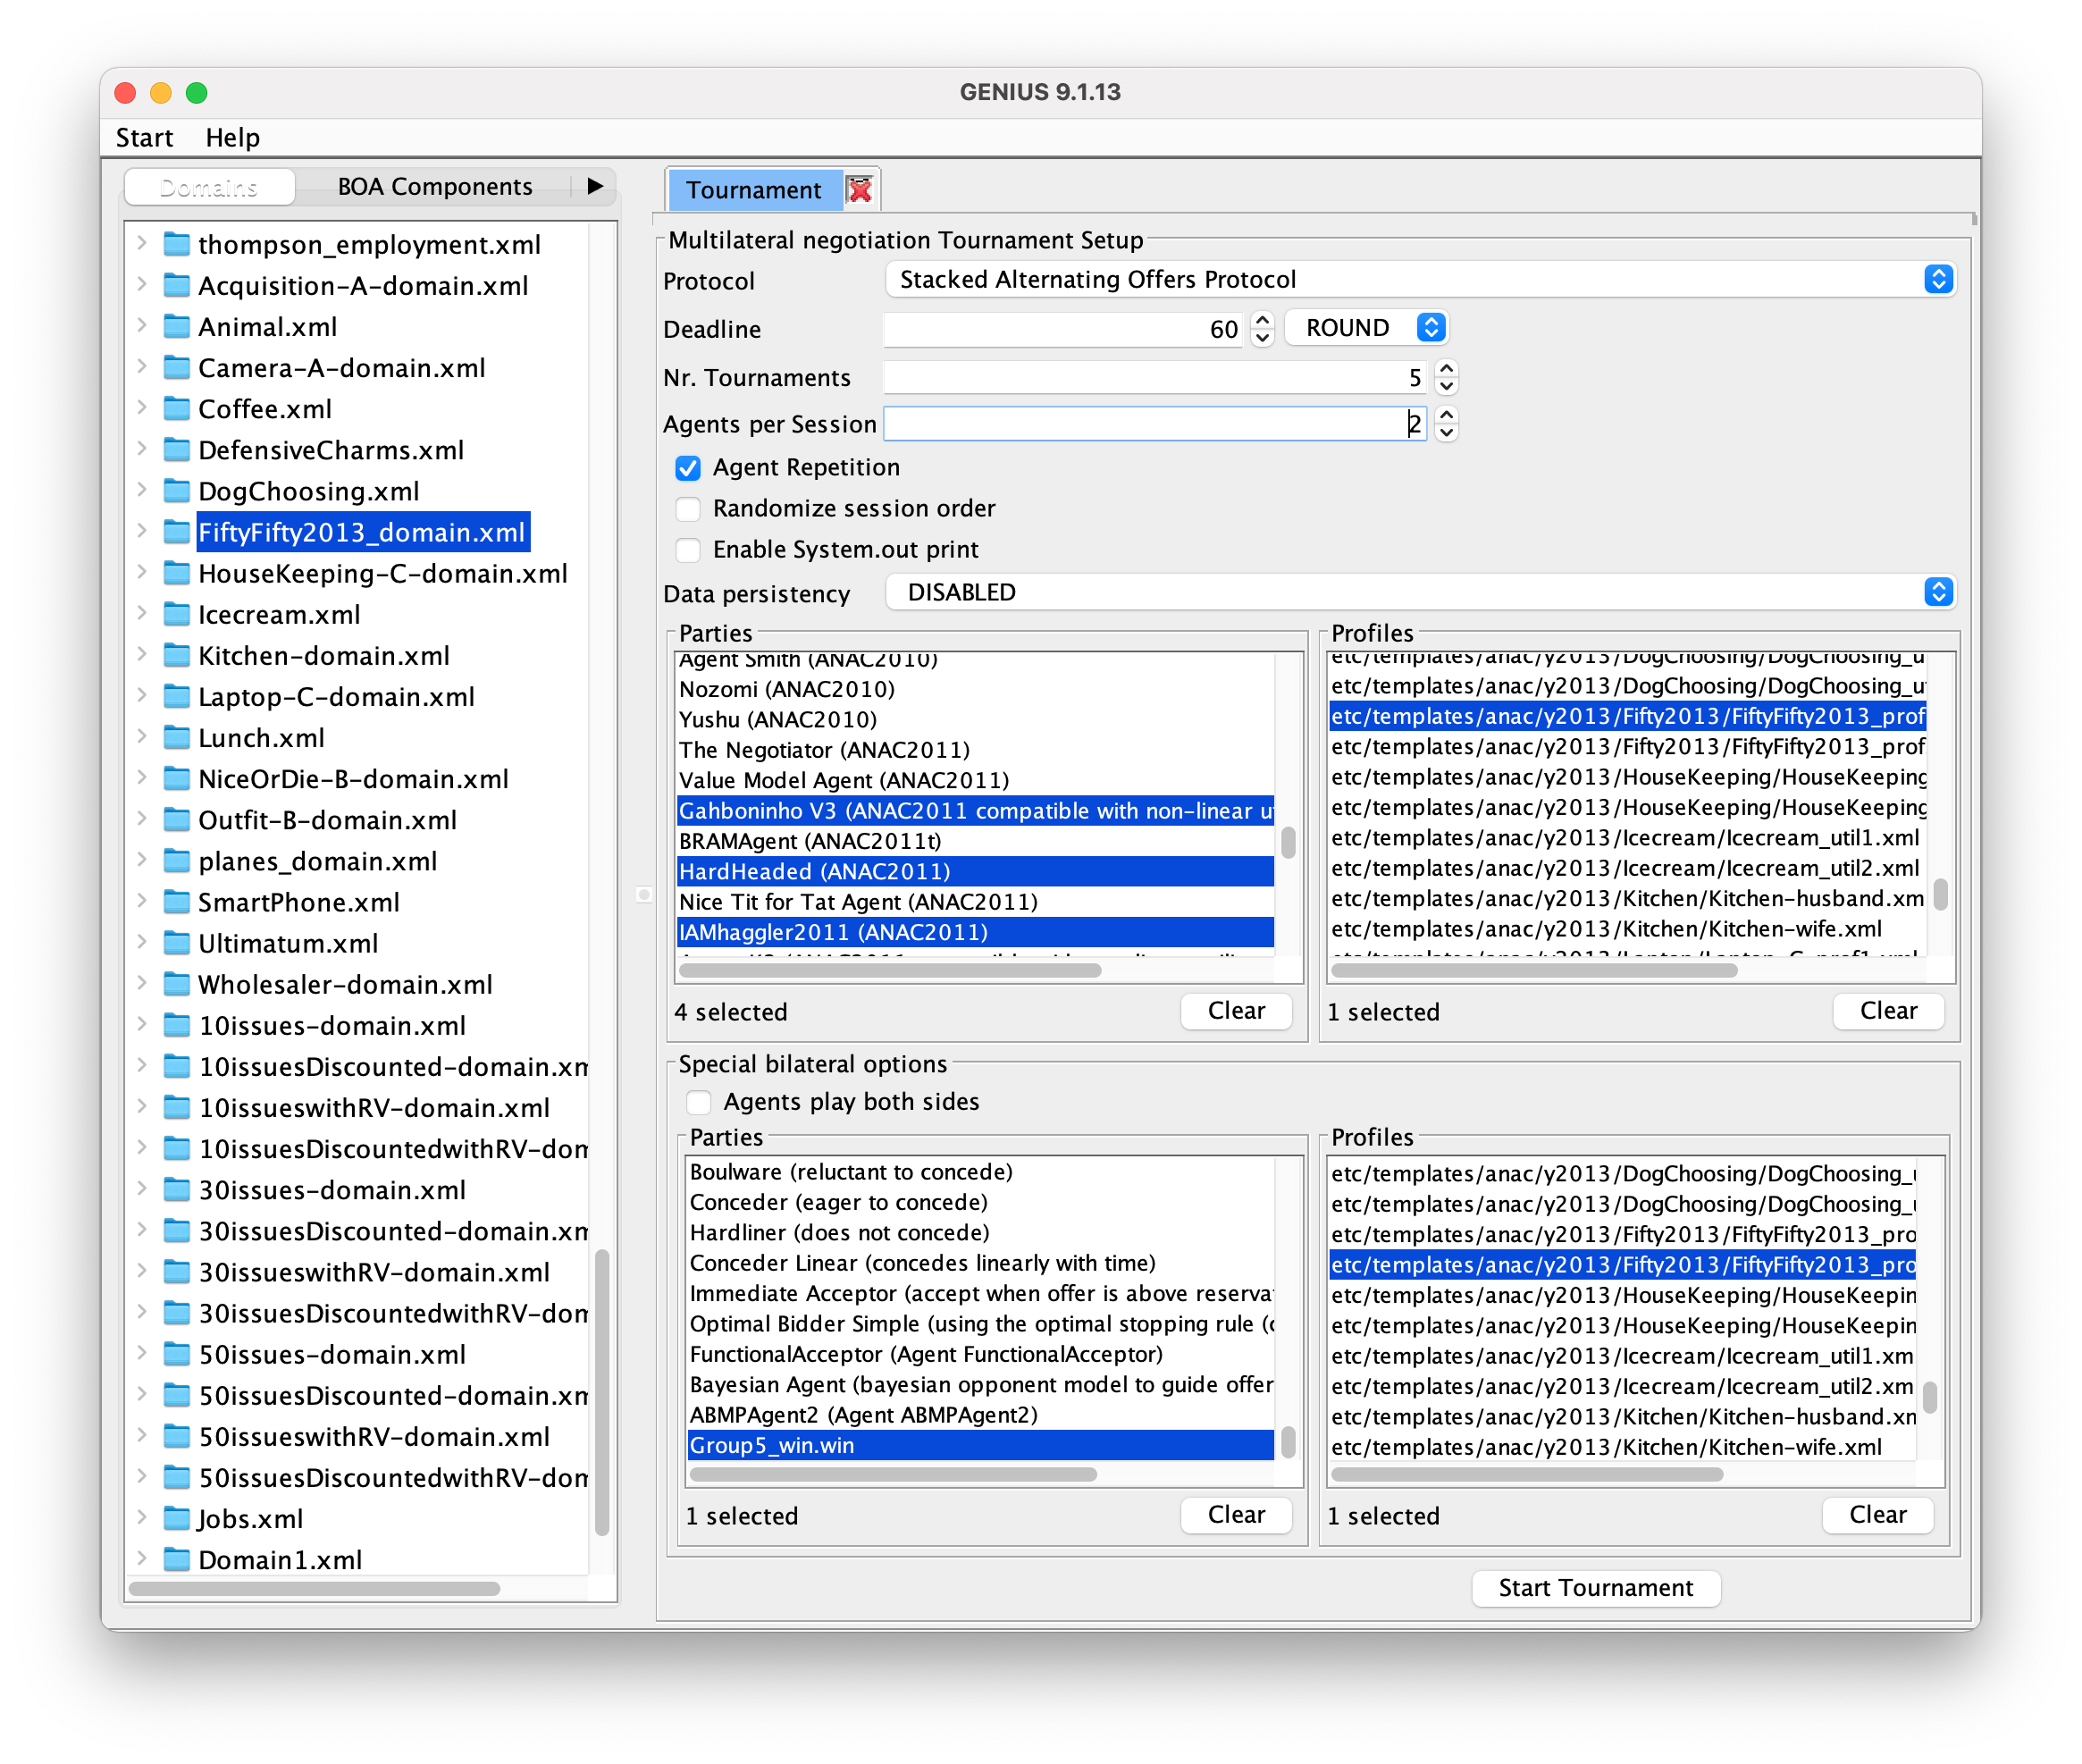 GENIUS 9.1.13
Start Help
Domains BOA Components
thompson_employment.xml
Acquisition-A-domain.xml
Animal.xml
Camera-A-domain.xml
Coffee.xml
DefensiveCharms.xml
DogChoosing.xml
FiftyFifty2013_domain.xml
HouseKeeping-C-domain.xml
Icecream.xml
Kitchen-domain.xml
Laptop-C-domain.xml
Lunch.xml
NiceOrDie-B-domain.xml
Outfit-B-domain.xml
planes_domain.xml
SmartPhone.xml
Ultimatum.xml
Wholesaler-domain.xml
10issues-domain.xml
10issuesDiscounted-domain.xm
10issueswithRV-domain.xml
10issuesDiscountedwithRV-dom
30issues-domain.xml
30issuesDiscounted-domain.xm
30issueswithRV-domain.xml
30issuesDiscountedwithRV-dom
50issues-domain.xml
50issuesDiscounted-domain.xm
50issueswithRV-domain.xml
50issuesDiscountedwithRV-dom
Jobs.xml
Domain1.xml
Tournament
Multilateral negotiation Tournament Setup
Protocol Stacked Alternating Offers Protocol
Deadline 60 ROUND
Nr. Tournaments 5
Agents per Session 2
Agent Repetition
Randomize session order
Enable System.out print
Data persistency DISABLED
Parties
Agent Smith (ANAC2010)
Nozomi (ANAC2010)
Yushu (ANAC2010)
The Negotiator (ANAC2011)
Value Model Agent (ANAC2011)
Gahboninho V3 (ANAC2011 compatible with non-linear u
BRAMAgent (ANAC2011t)
HardHeaded (ANAC2011)
Nice Tit for Tat Agent (ANAC2011)
IAMhaggler2011 (ANAC2011)
4 selected Clear
Profiles
etc/templates/anac/y2013/DogChoosing/DogChoosing_u
etc/templates/anac/y2013/DogChoosing/DogChoosing_u
etc/templates/anac/y2013/Fifty2013/FiftyFifty2013_prof
etc/templates/anac/y2013/Fifty2013/FiftyFifty2013_prof
etc/templates/anac/y2013/HouseKeeping/HouseKeeping
etc/templates/anac/y2013/HouseKeeping/HouseKeeping
etc/templates/anac/y2013/Icecream/Icecream_util1.xml
etc/templates/anac/y2013/Icecream/Icecream_util2.xml
etc/templates/anac/y2013/Kitchen/Kitchen-husband.xm
etc/templates/anac/y2013/Kitchen/Kitchen-wife.xml
1 selected Clear
Special bilateral options
Agents play both sides
Parties
Boulware (reluctant to concede)
Conceder (eager to concede)
Hardliner (does not concede)
Conceder Linear (concedes linearly with time)
Immediate Acceptor (accept when offer is above reserva
Optimal Bidder Simple (using the optimal stopping rule (
FunctionalAcceptor (Agent FunctionalAcceptor)
Bayesian Agent (bayesian opponent model to guide offer
ABMPAgent2 (Agent ABMPAgent2)
Group5_win.win
1 selected Clear
Profiles
etc/templates/anac/y2013/DogChoosing/DogChoosing_u
etc/templates/anac/y2013/DogChoosing/DogChoosing_u
etc/templates/anac/y2013/Fifty2013/FiftyFifty2013_pro
etc/templates/anac/y2013/Fifty2013/FiftyFifty2013_pro
etc/templates/anac/y2013/HouseKeeping/HouseKeepin
etc/templates/anac/y2013/HouseKeeping/HouseKeepin
etc/templates/anac/y2013/Icecream/Icecream_util1.xm
etc/templates/anac/y2013/Icecream/Icecream_util2.xm
etc/templates/anac/y2013/Kitchen/Kitchen-husband.xm
etc/templates/anac/y2013/Kitchen/Kitchen-wife.xml
1 selected Clear
Start Tournament